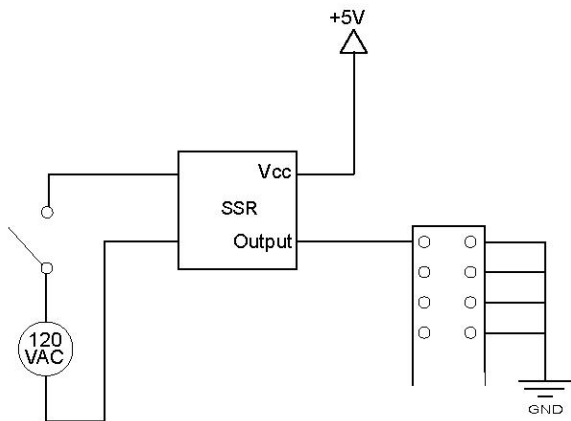 +5V
Vcc
SSR
Output
120
VAC
GND